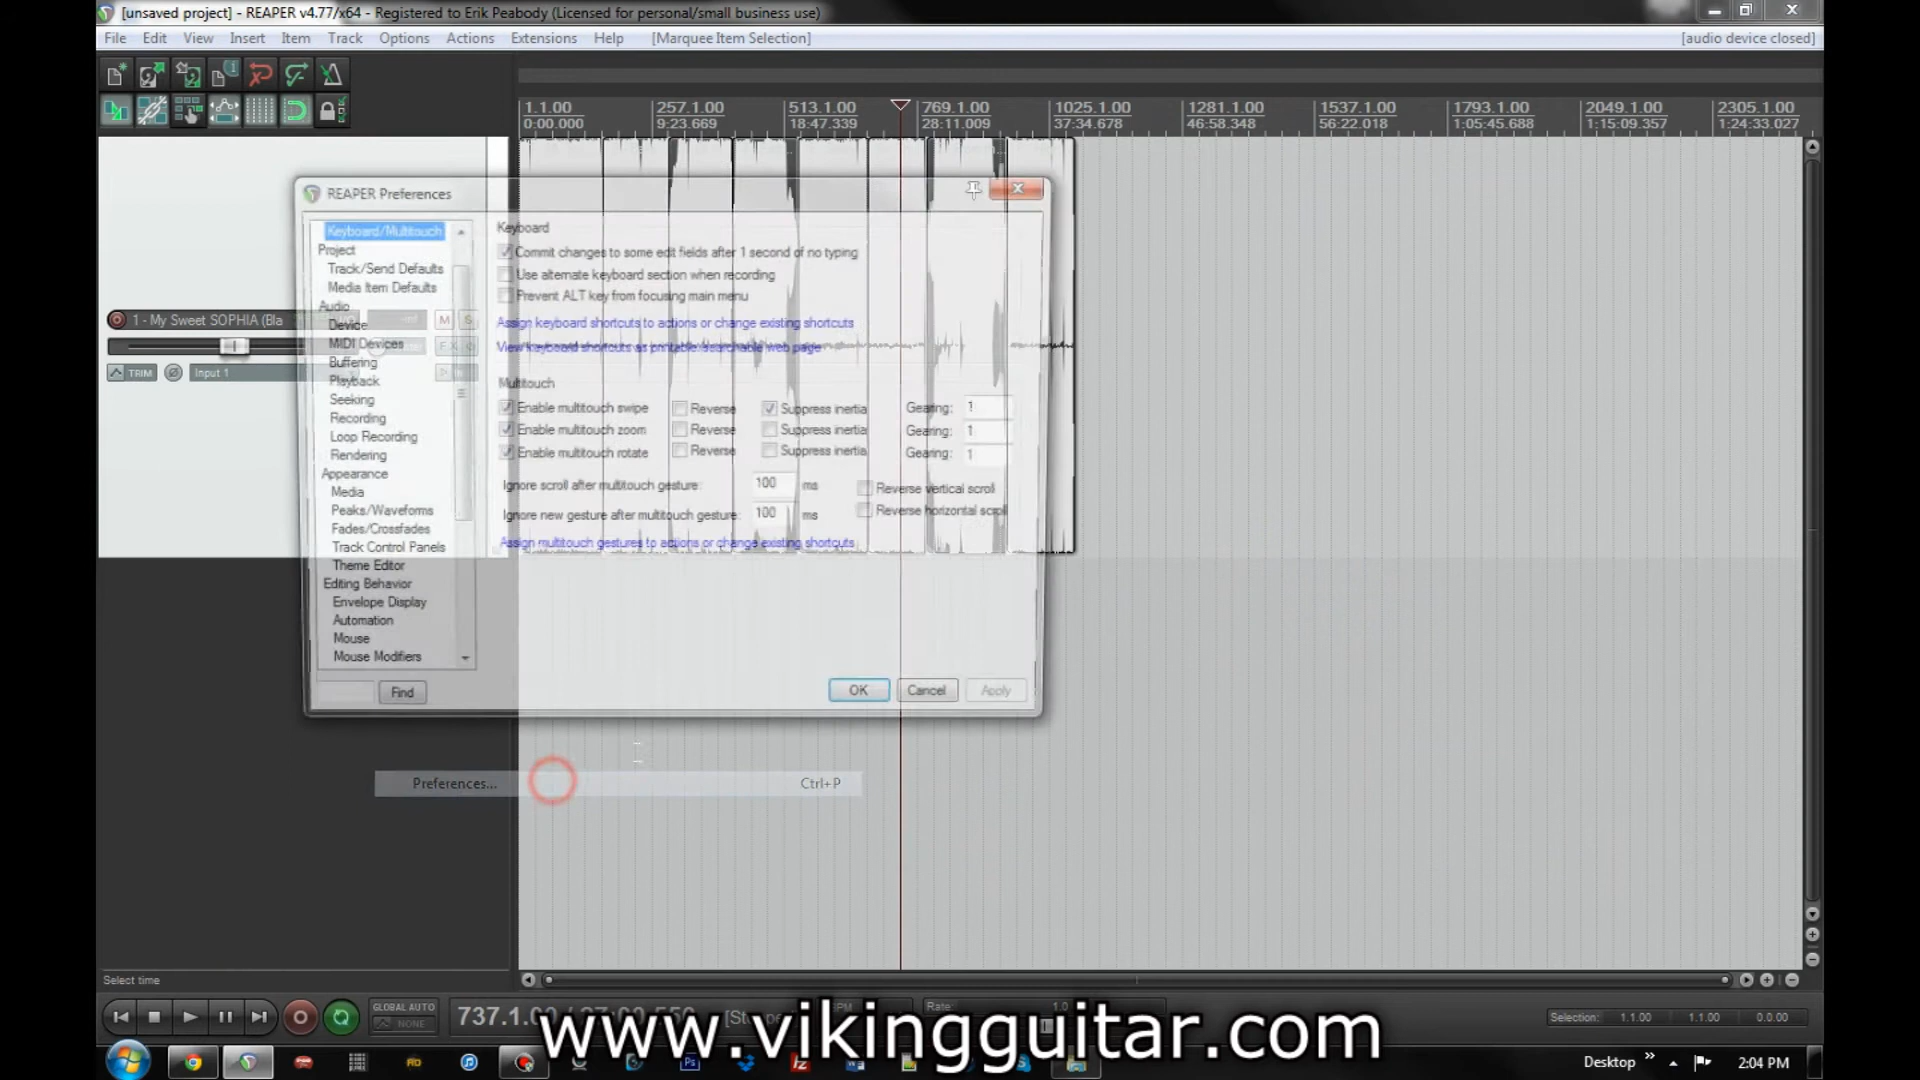 [unsaved project] - REAPER v4.77/x64 - Registered to Erik Peabody (Licensed for personal/small business use)
File Edit View Insert Item Track Options Actions Extensions Help [Marquee Item Selection] [audio device closed]
1.1.00 257.1.00 513.1.00 769.1.00 1025.1.00 1281.1.00 1537.1.00 1793.1.00 2049.1.00 2305.1.00
0:00.000 9:23.669 18:47.339 28:11.009 37:34.678 46:58.348 56:22.018 1:05:45.688 1:15:09.357 1:24:33.027
REAPER Preferences
Keyboard/Multitouch
Project
Track/Send Defaults
Media Item Defaults
Audio
Device
MIDI Devices
Buffering
Playback
Seeking
Recording
Loop Recording
Rendering
Appearance
Media
Peaks/Waveforms
Fades/Crossfades
Track Control Panels
Theme Editor
Editing Behavior
Envelope Display
Automation
Mouse
Mouse Modifiers
Find
Keyboard
Commit changes to some edit fields after 1 second of no typing
Use alternate keyboard section when recording
Prevent ALT key from focusing main menu
Assign keyboard shortcuts to actions or change existing shortcuts
View keyboard shortcuts as printable searchable web page
Multitouch
Enable multitouch swipe Reverse Suppress inertia Gearing: 1
Enable multitouch zoom Reverse Suppress inertia Gearing: 1
Enable multitouch rotate Reverse Suppress inertia Gearing: 1
Ignore scroll after multitouch gesture: 100 ms Reverse vertical scroll
Ignore new gesture after multitouch gesture: 100 ms Reverse horizontal scroll
Assign multitouch gestures to actions or change existing shortcuts
OK Cancel Apply
1 - My Sweet SOPHIA (Bla M S
TRIM Input 1
Preferences... Ctrl+P
Select time
GLOBAL AUTO
NONE
737.1.
Rate: 1.0
Selection: 1.1.00 1.1.00 0.0.00
www.vikingguitar.com
Desktop 2:04 PM